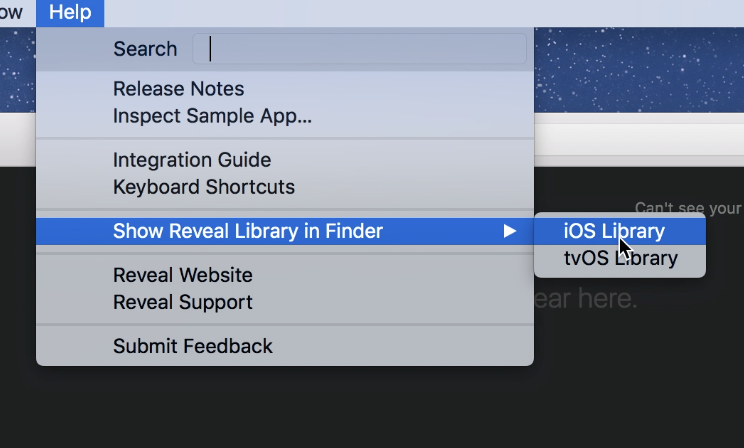 ow Help
Search
Release Notes
Inspect Sample App...
Integration Guide
Keyboard Shortcuts
Can't see your
Show Reveal Library in Finder
iOS Library
tvOS Library
Reveal Website
Reveal Support
ear here.
Submit Feedback